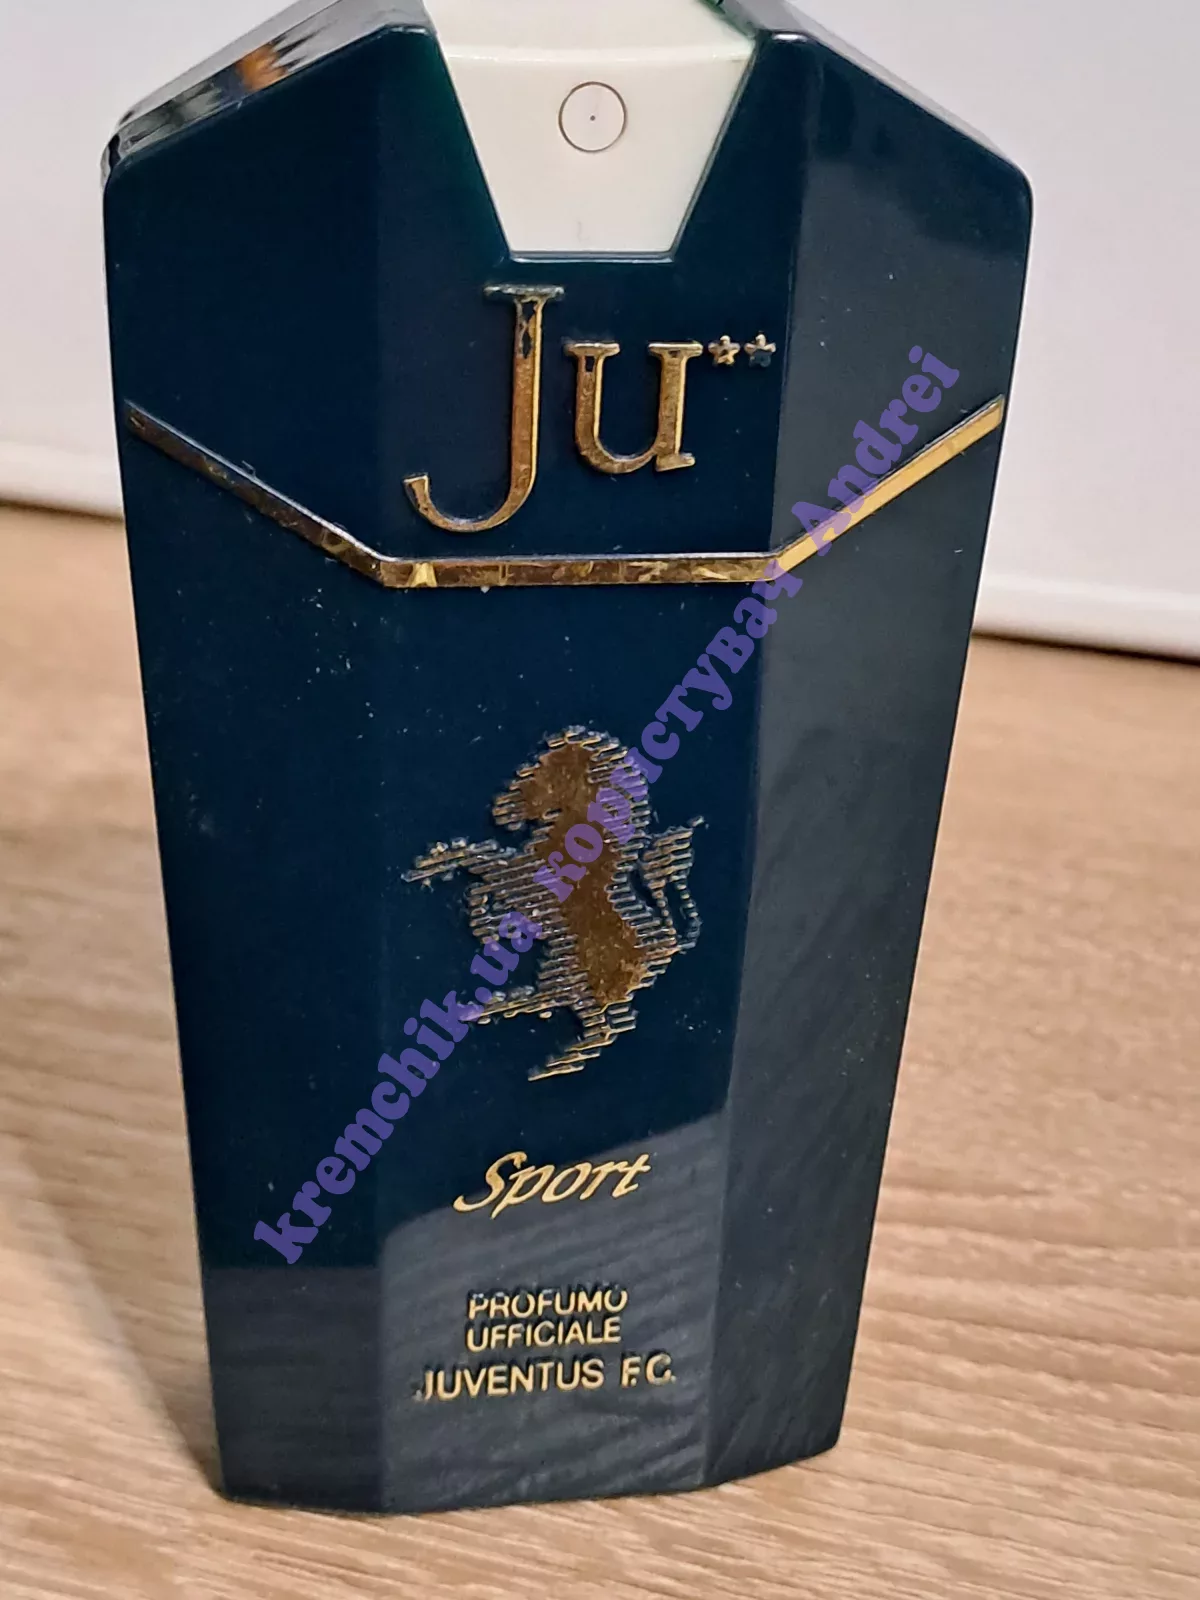 Ju**
Sport
PROFUMO
UFFICIALE
JUVENTUS F.C.
kremchik.ua користувач Andrei